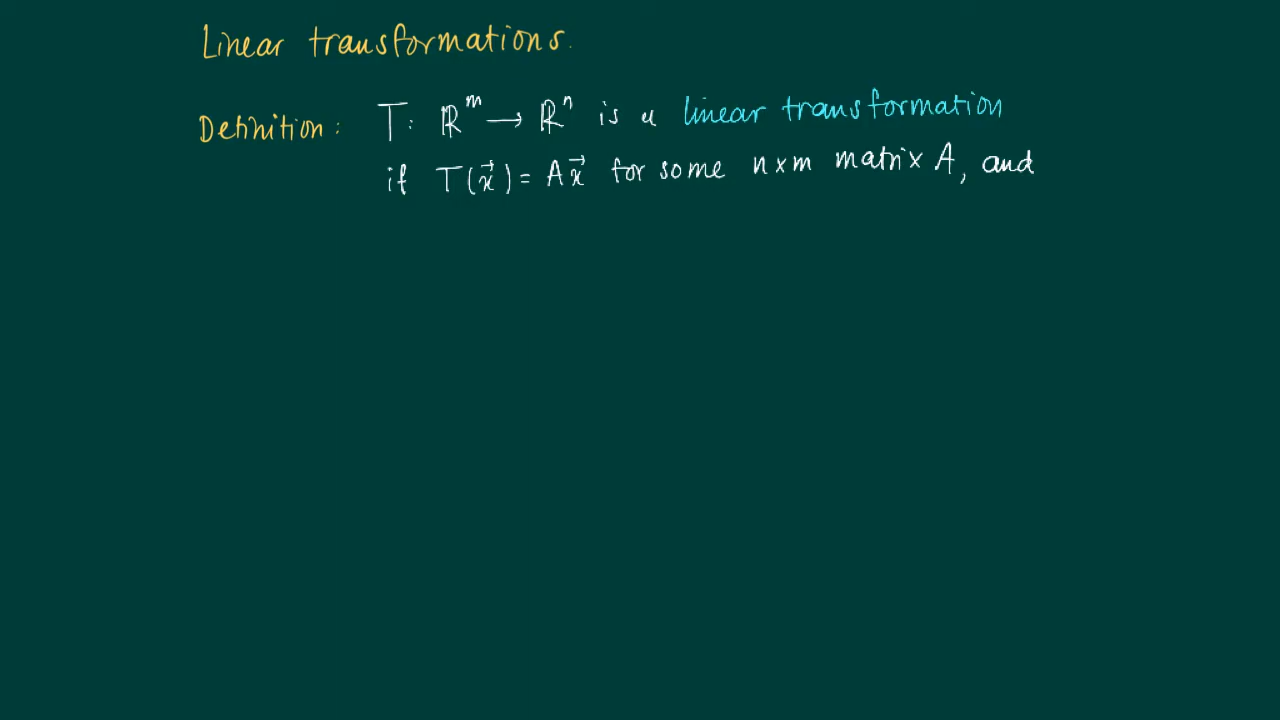 Linear transformations.
Definition: T: ℝ^m → ℝ^n is a linear transformation
if T(x⃗) = Ax⃗ for some n×m matrix A, and